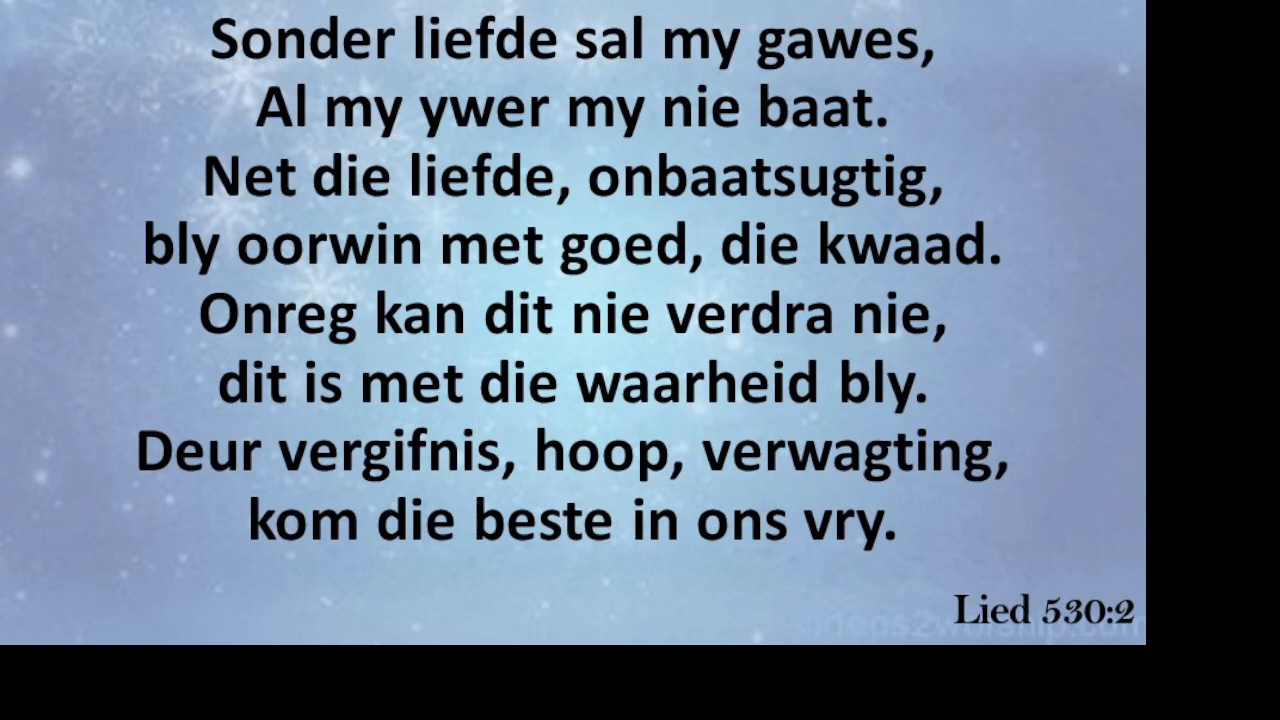 Sonder liefde sal my gawes,
Al my ywer my nie baat.
Net die liefde, onbaatsugtig,
bly oorwin met goed, die kwaad.
Onreg kan dit nie verdra nie,
dit is met die waarheid bly.
Deur vergifnis, hoop, verwagting,
kom die beste in ons vry.
Lied 530:2